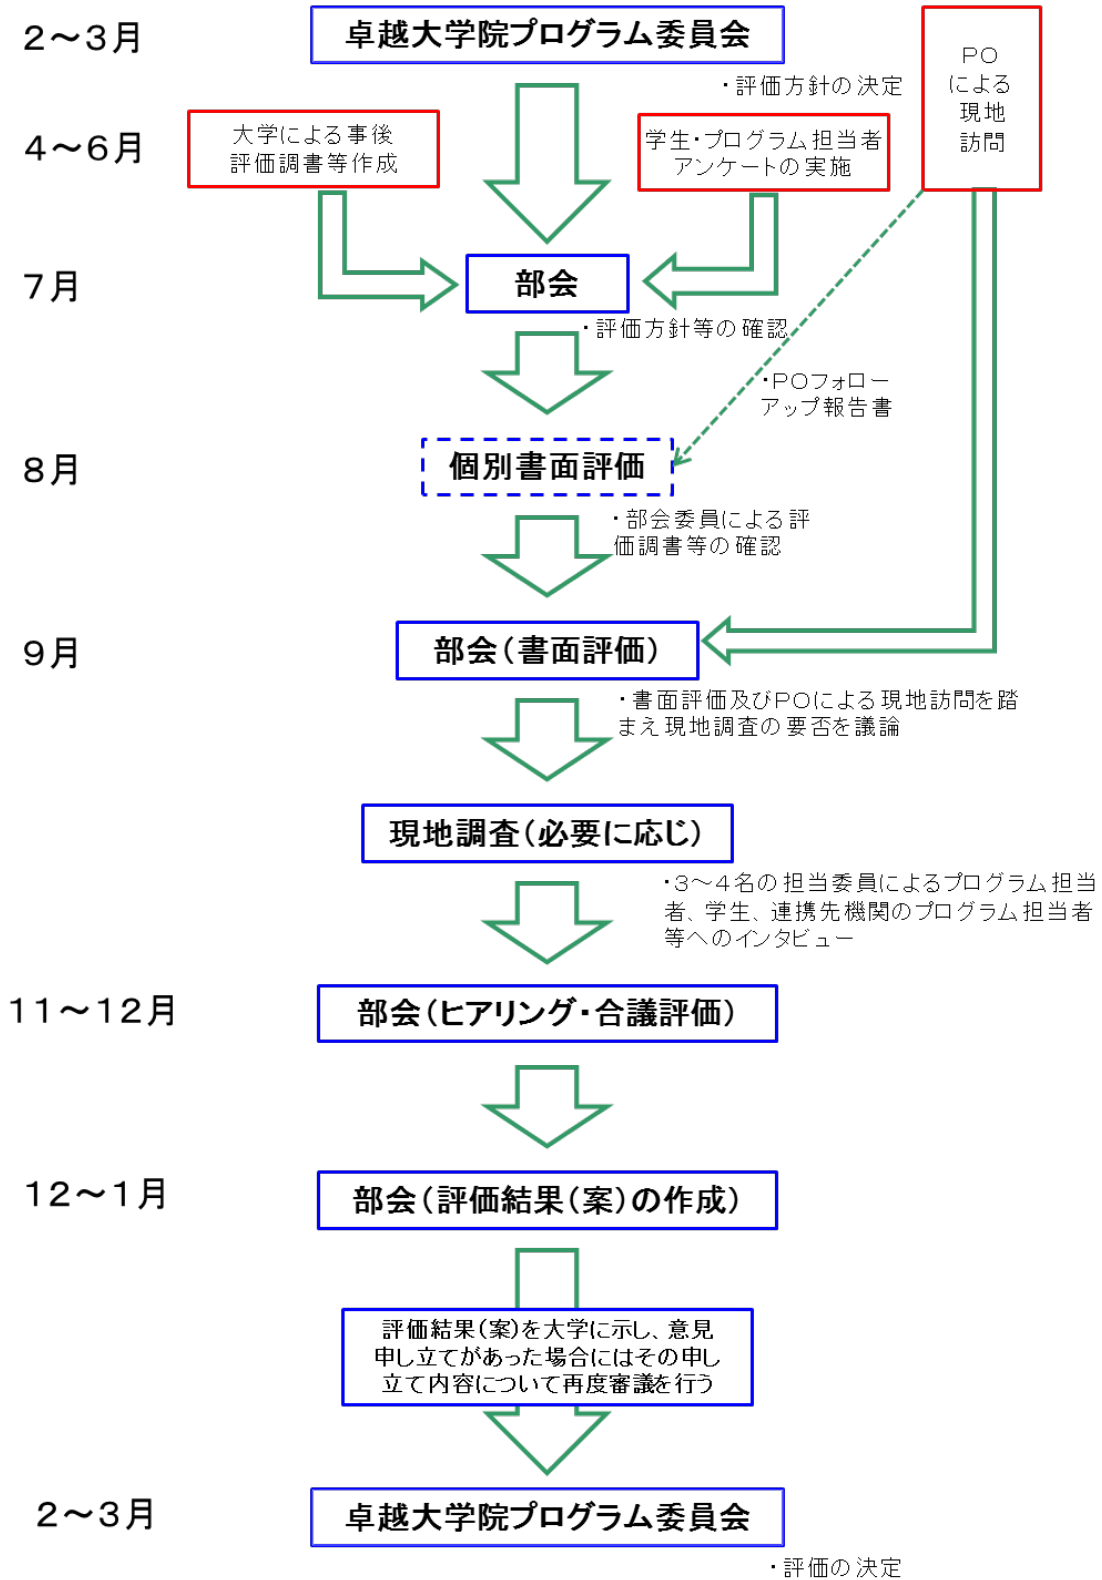 2～3月
卓越大学院プログラム委員会
・評価方針の決定
PO
による
現地
訪問
4～6月
大学による事後
評価調書等作成
学生・プログラム担当者
アンケートの実施
7月
部会
・評価方針等の確認
・POフォロー
アップ報告書
8月
個別書面評価
・部会委員による評
価調書等の確認
9月
部会(書面評価)
・書面評価及びPOによる現地訪問を踏
まえ現地調査の要否を議論
現地調査(必要に応じ)
・3～4名の担当委員によるプログラム担当
者、学生、連携先機関のプログラム担当者
等へのインタビュー
11～12月
部会(ヒアリング・合議評価)
12～1月
部会(評価結果(案)の作成)
評価結果(案)を大学に示し、意見
申し立てがあった場合にはその申し
立て内容について再度審議を行う
2～3月
卓越大学院プログラム委員会
・評価の決定